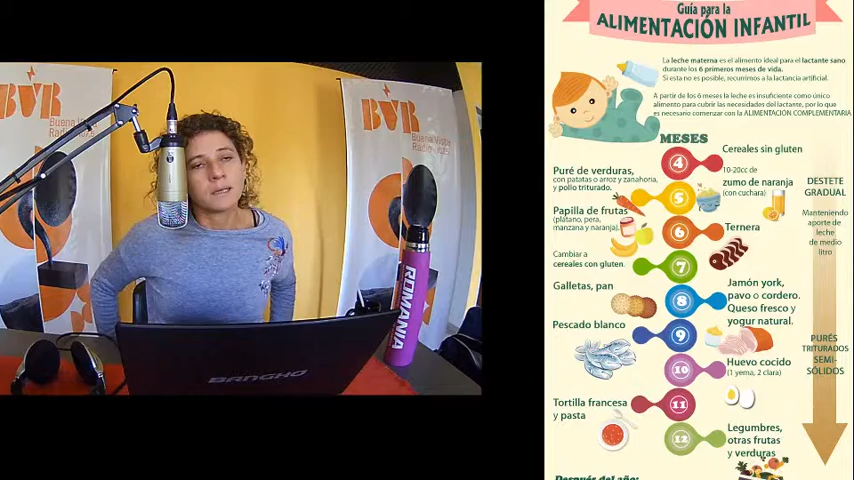 BVR
Buena Vista
BVR
Buena Vista
ROMANIA
BANGHO
Guía para la
ALIMENTACIÓN INFANTIL
La leche materna es el alimento ideal para el lactante sano
durante los 6 primeros meses de vida.
Si esta no es posible, recurrimos a la lactancia artificial.
A partir de los 6 meses la leche es insuficiente como único
alimento para cubrir las necesidades del lactante, por lo que
es necesario comenzar con la ALIMENTACIÓN COMPLEMENTARIA
MESES
4
Cereales sin gluten
Puré de verduras,
con patatas o arroz y zanahoria,
y pollo triturado.
5
10-20cc de
zumo de naranja
(con cuchara)
Papilla de frutas
(plátano, pera,
manzana y naranja).
6
Ternera
Cambiar a
cereales con gluten.
7
Galletas, pan
8
Jamón york,
pavo o cordero.
Queso fresco y
yogur natural.
Pescado blanco
9
10
Huevo cocido
(1 yema, 2 clara)
Tortilla francesa
y pasta
11
12
Legumbres,
otras frutas
y verduras
DESTETE
GRADUAL
Manteniendo
aporte de
leche
de medio
litro
PURÉS
TRITURADOS
SEMI-
SÓLIDOS
Después del año: